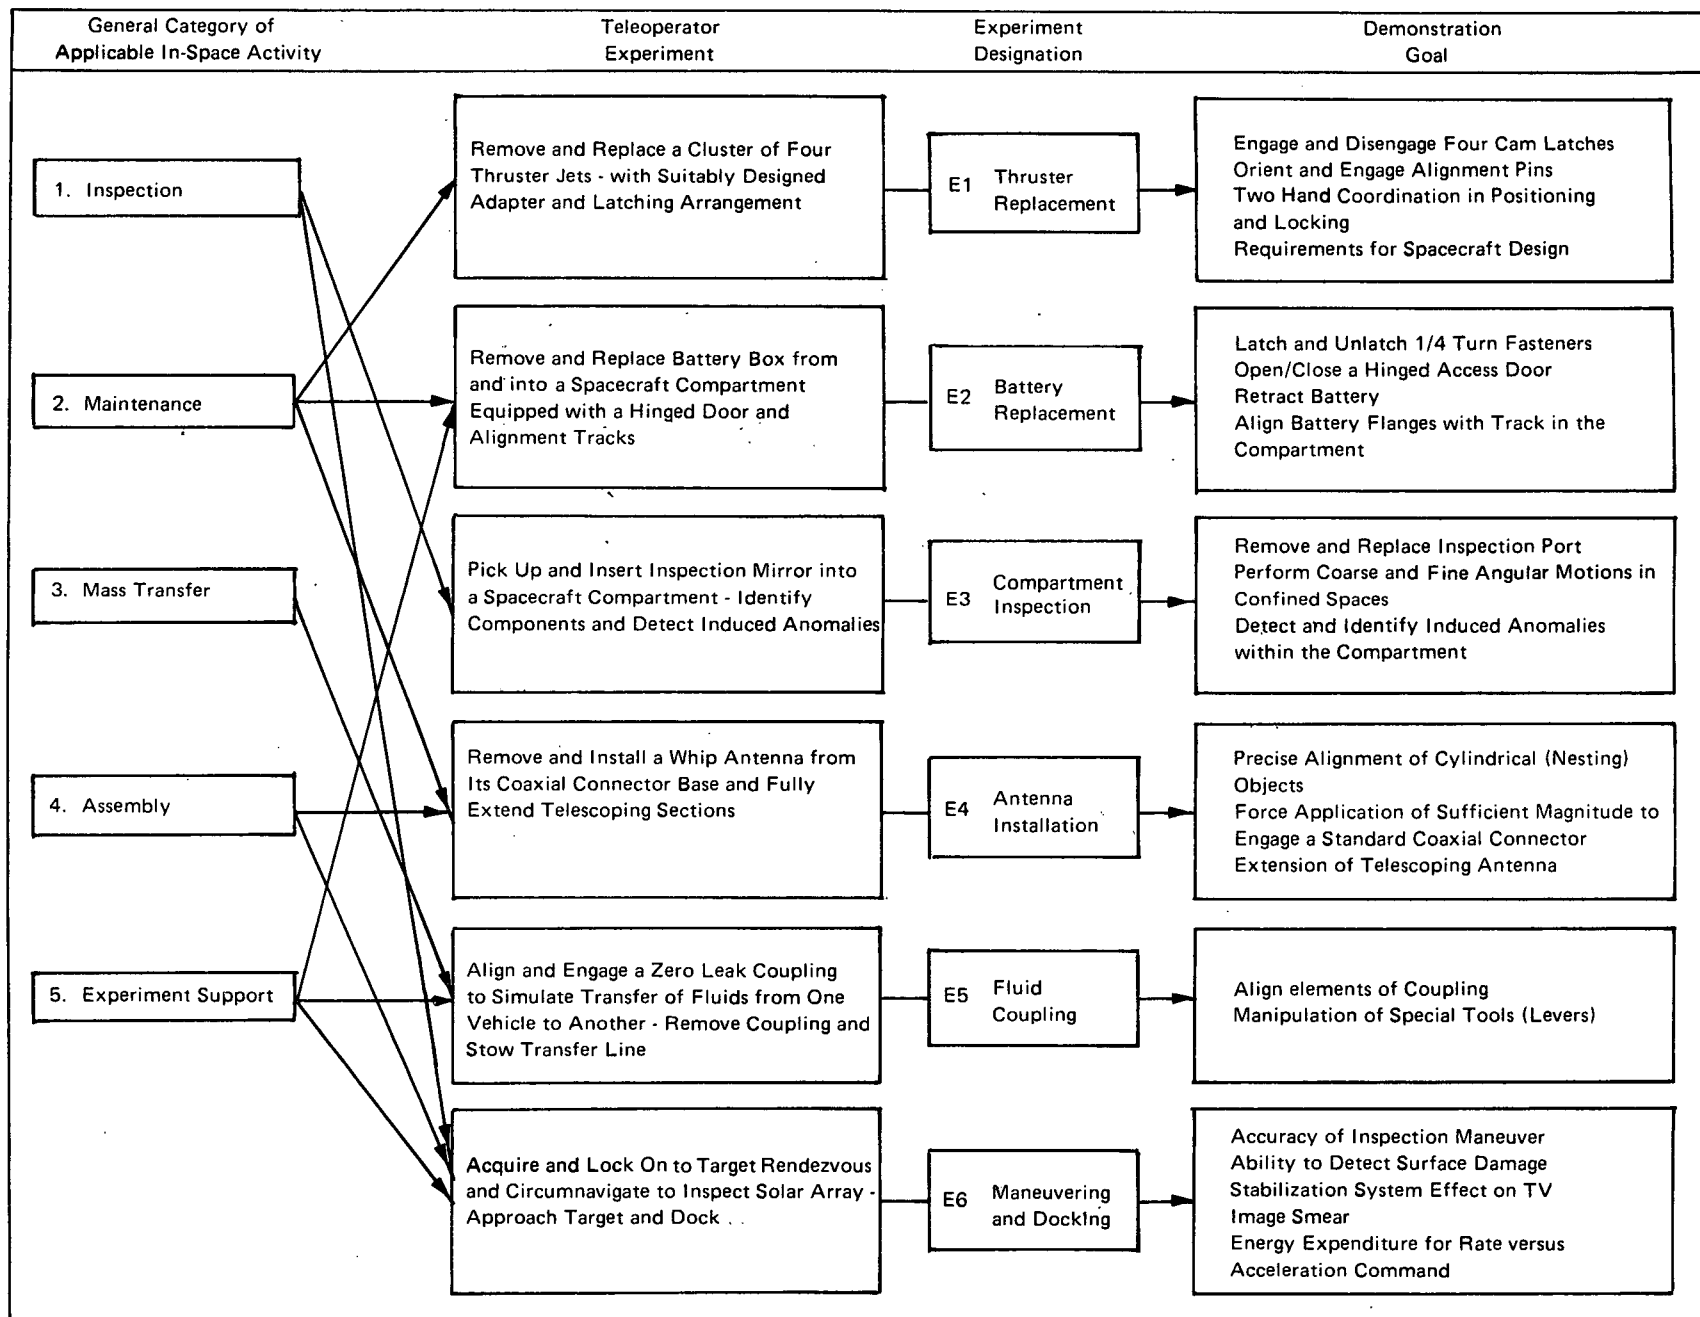 General Category of
Applicable In-Space Activity
Teleoperator
Experiment
Experiment
Designation
Demonstration
Goal
1. Inspection
2. Maintenance
3. Mass Transfer
4. Assembly
5. Experiment Support
Remove and Replace a Cluster of Four
Thruster Jets - with Suitably Designed
Adapter and Latching Arrangement
E1 Thruster
Replacement
Engage and Disengage Four Cam Latches
Orient and Engage Alignment Pins
Two Hand Coordination in Positioning
and Locking
Requirements for Spacecraft Design
Remove and Replace Battery Box from
and into a Spacecraft Compartment
Equipped with a Hinged Door and
Alignment Tracks
E2 Battery
Replacement
Latch and Unlatch 1/4 Turn Fasteners
Open/Close a Hinged Access Door
Retract Battery
Align Battery Flanges with Track in the
Compartment
Pick Up and Insert Inspection Mirror into
a Spacecraft Compartment - Identify
Components and Detect Induced Anomalies
E3 Compartment
Inspection
Remove and Replace Inspection Port
Perform Coarse and Fine Angular Motions in
Confined Spaces
Detect and Identify Induced Anomalies
within the Compartment
Remove and Install a Whip Antenna from
Its Coaxial Connector Base and Fully
Extend Telescoping Sections
E4 Antenna
Installation
Precise Alignment of Cylindrical (Nesting)
Objects
Force Application of Sufficient Magnitude to
Engage a Standard Coaxial Connector
Extension of Telescoping Antenna
Align and Engage a Zero Leak Coupling
to Simulate Transfer of Fluids from One
Vehicle to Another - Remove Coupling and
Stow Transfer Line
E5 Fluid
Coupling
Align elements of Coupling
Manipulation of Special Tools (Levers)
Acquire and Lock On to Target Rendezvous
and Circumnavigate to Inspect Solar Array -
Approach Target and Dock
E6 Maneuvering
and Docking
Accuracy of Inspection Maneuver
Ability to Detect Surface Damage
Stabilization System Effect on TV
Image Smear
Energy Expenditure for Rate versus
Acceleration Command